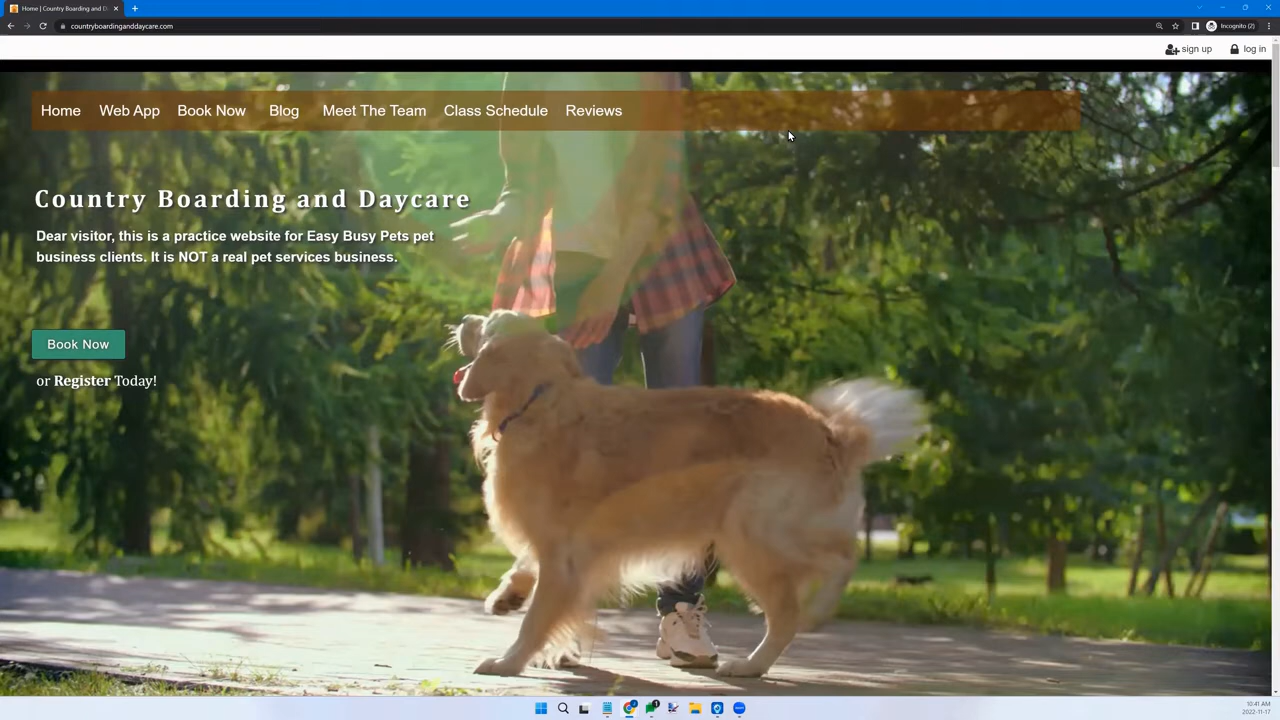 Home | Country Boarding and D
countryboardinganddaycare.com
Incognito (2)
sign up
log in
Home Web App Book Now Blog Meet The Team Class Schedule Reviews
Country Boarding and Daycare
Dear visitor, this is a practice website for Easy Busy Pets pet
business clients. It is NOT a real pet services business.
Book Now
or Register Today!
10:41 AM
2022-11-17